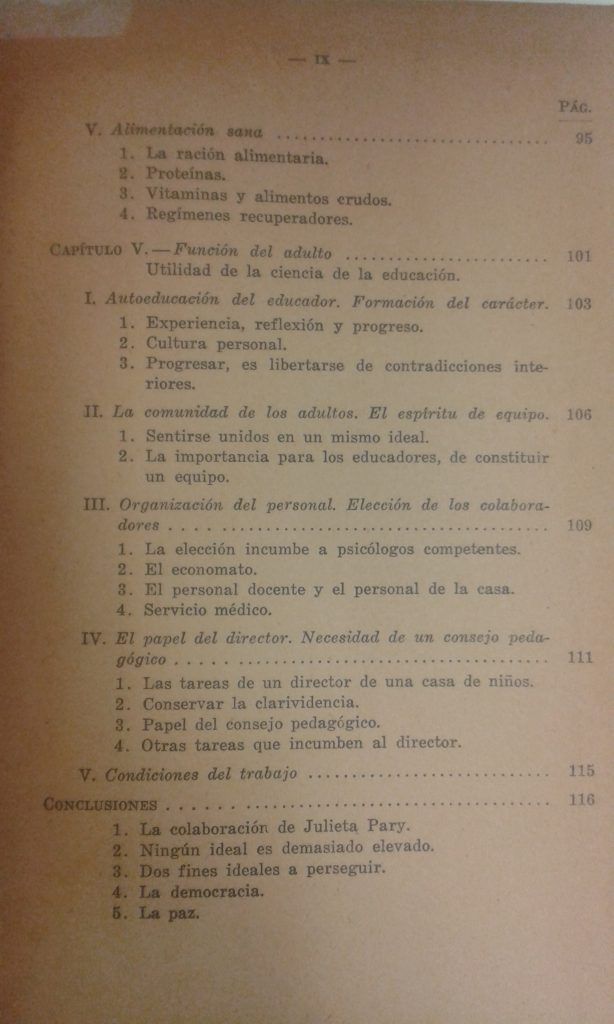 — IX —
PÁG.
V. Alimentación sana ................................ 95
1. La ración alimentaria.
2. Proteínas.
3. Vitaminas y alimentos crudos.
4. Regímenes recuperadores.
CAPÍTULO V.—Función del adulto ........................ 101
Utilidad de la ciencia de la educación.
I. Autoeducación del educador. Formación del carácter. 103
1. Experiencia, reflexión y progreso.
2. Cultura personal.
3. Progresar, es libertarse de contradicciones inte-
riores.
II. La comunidad de los adultos. El espíritu de equipo. 106
1. Sentirse unidos en un mismo ideal.
2. La importancia para los educadores, de constituir
un equipo.
III. Organización del personal. Elección de los colabora-
dores ............................................ 109
1. La elección incumbe a psicólogos competentes.
2. El economato.
3. El personal docente y el personal de la casa.
4. Servicio médico.
IV. El papel del director. Necesidad de un consejo peda-
gógico ........................................... 111
1. Las tareas de un director de una casa de niños.
2. Conservar la clarividencia.
3. Papel del consejo pedagógico.
4. Otras tareas que incumben al director.
V. Condiciones del trabajo ............................ 115
CONCLUSIONES ............................................ 116
1. La colaboración de Julieta Pary.
2. Ningún ideal es demasiado elevado.
3. Dos fines ideales a perseguir.
4. La democracia.
5. La paz.